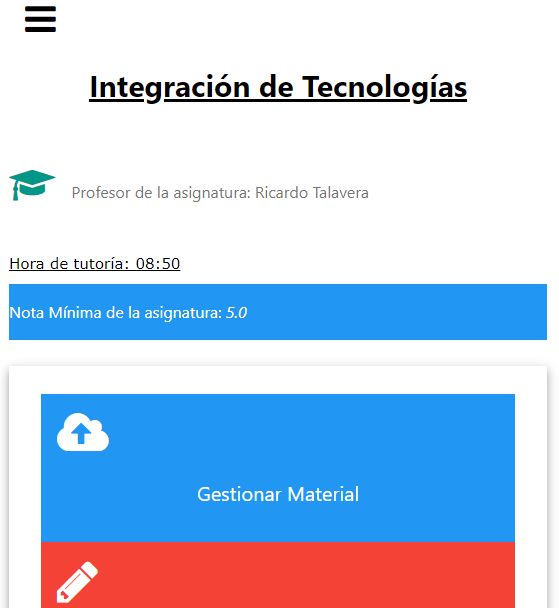 Integración de Tecnologías
Profesor de la asignatura: Ricardo Talavera
Hora de tutoría: 08:50
Nota Mínima de la asignatura: 5.0
Gestionar Material